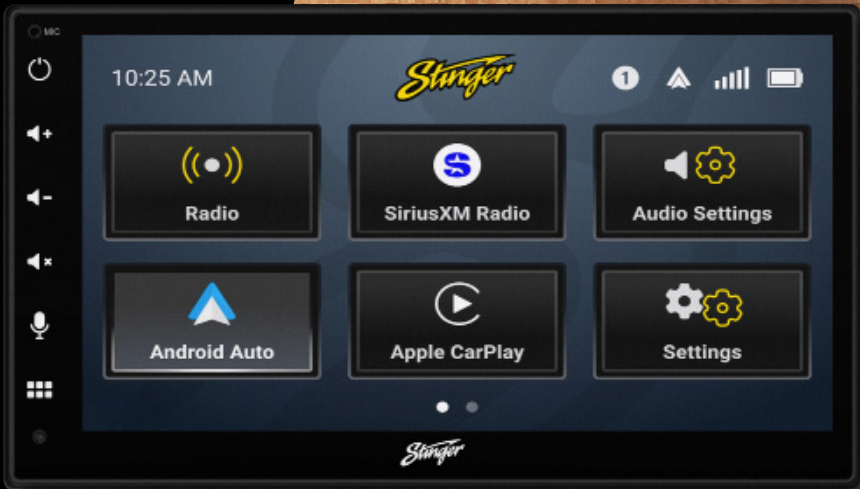 MIC
10:25 AM
Stinger
1
Radio
SiriusXM Radio
Audio Settings
Android Auto
Apple CarPlay
Settings
Stinger